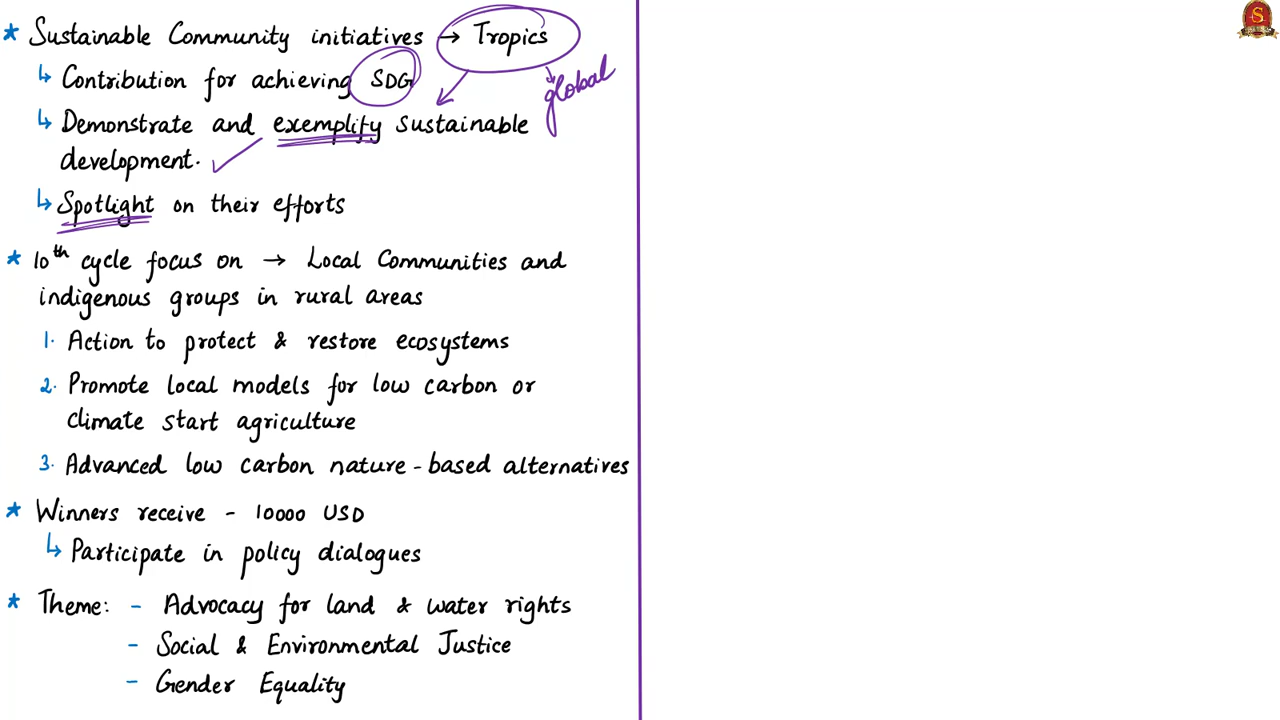 * Sustainable Community initiatives → Tropics
↳ Contribution for achieving SDG
global
↳ Demonstrate and exemplify sustainable
development.
↳ Spotlight on their efforts
* 10th cycle focus on → Local Communities and
indigenous groups in rural areas
1. Action to protect & restore ecosystems
2. Promote local models for low carbon or
climate start agriculture
3. Advanced low carbon nature-based alternatives
* Winners receive - 10000 USD
↳ Participate in policy dialogues
* Theme: - Advocacy for land & water rights
- Social & Environmental Justice
- Gender Equality
S